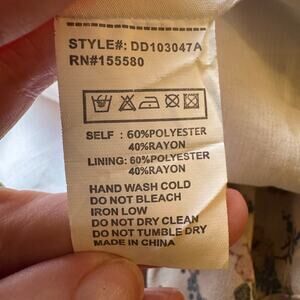 STYLE#: DD103047A
RN#155580
SELF : 60%POLYESTER
40%RAYON
LINING: 60%POLYESTER
40%RAYON
HAND WASH COLD
DO NOT BLEACH
IRON LOW
DO NOT DRY CLEAN
DO NOT TUMBLE DRY
MADE IN CHINA